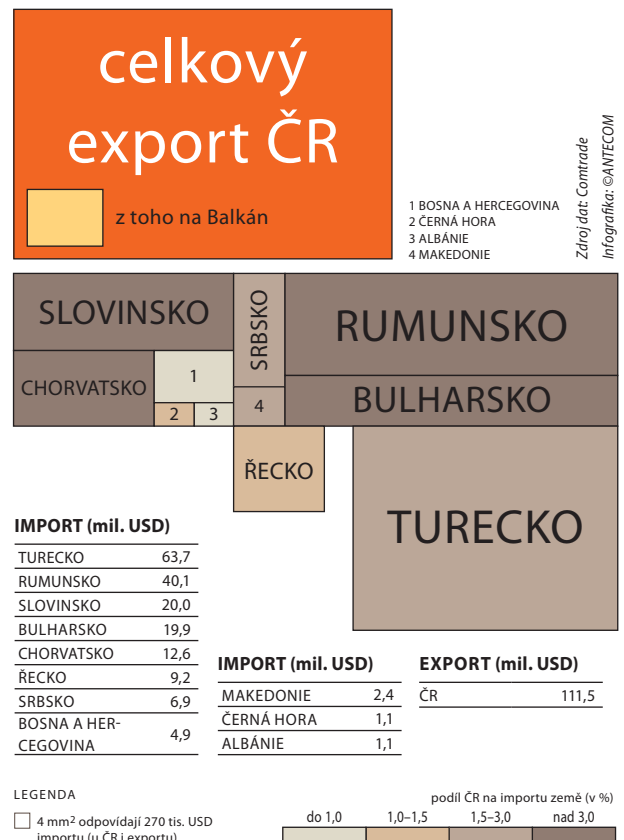 celkový
export ČR
z toho na Balkán
1 BOSNA A HERCEGOVINA
2 ČERNÁ HORA
3 ALBÁNIE
4 MAKEDONIE
Zdroj dat: Comtrade
Infografika: ©ANTECOM
SLOVINSKO
SRBSKO
RUMUNSKO
CHORVATSKO
1
2
3
4
BULHARSKO
ŘECKO
TURECKO
IMPORT (mil. USD)
TURECKO 63,7
RUMUNSKO 40,1
SLOVINSKO 20,0
BULHARSKO 19,9
CHORVATSKO 12,6
ŘECKO 9,2
SRBSKO 6,9
BOSNA A HER-
CEGOVINA 4,9
IMPORT (mil. USD)
MAKEDONIE 2,4
ČERNÁ HORA 1,1
ALBÁNIE 1,1
EXPORT (mil. USD)
ČR 111,5
LEGENDA
4 mm² odpovídají 270 tis. USD
importu (u ČR i exportu)
podíl ČR na importu země (v %)
do 1,0 1,0–1,5 1,5–3,0 nad 3,0